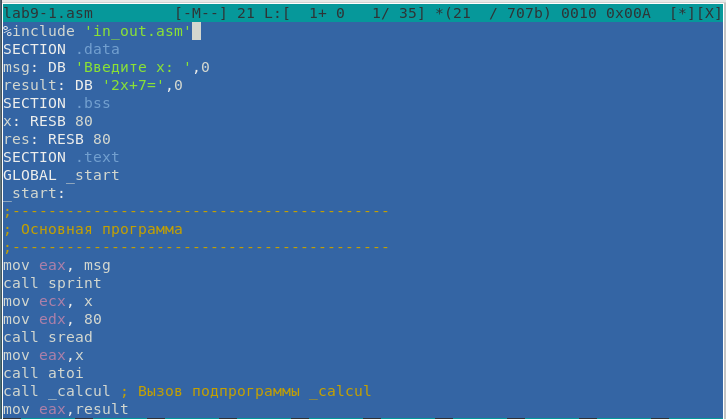 lab9-1.asm [-M--] 21 L:[ 1+ 0 1/ 35] *(21 / 707b) 0010 0x00A [*][X]
%include 'in_out.asm'
SECTION .data
msg: DB 'Введите x: ',0
result: DB '2x+7=',0
SECTION .bss
x: RESB 80
res: RESB 80
SECTION .text
GLOBAL _start
_start:
;------------------------------------------
; Основная программа
;------------------------------------------
mov eax, msg
call sprint
mov ecx, x
mov edx, 80
call sread
mov eax,x
call atoi
call _calcul ; Вызов подпрограммы _calcul
mov eax,result